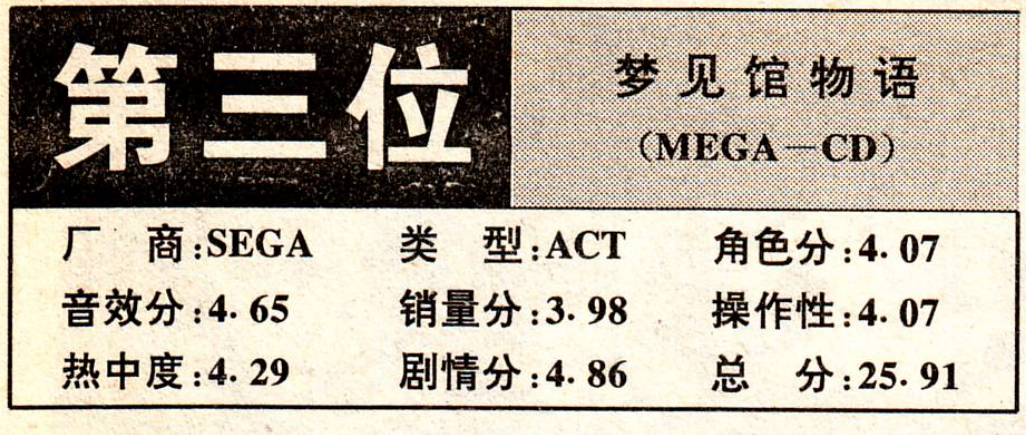 第三位
梦见馆物语
(MEGA—CD)
厂 商:SEGA 类 型:ACT 角色分:4.07
音效分:4.65 销量分:3.98 操作性:4.07
热中度:4.29 剧情分:4.86 总 分:25.91